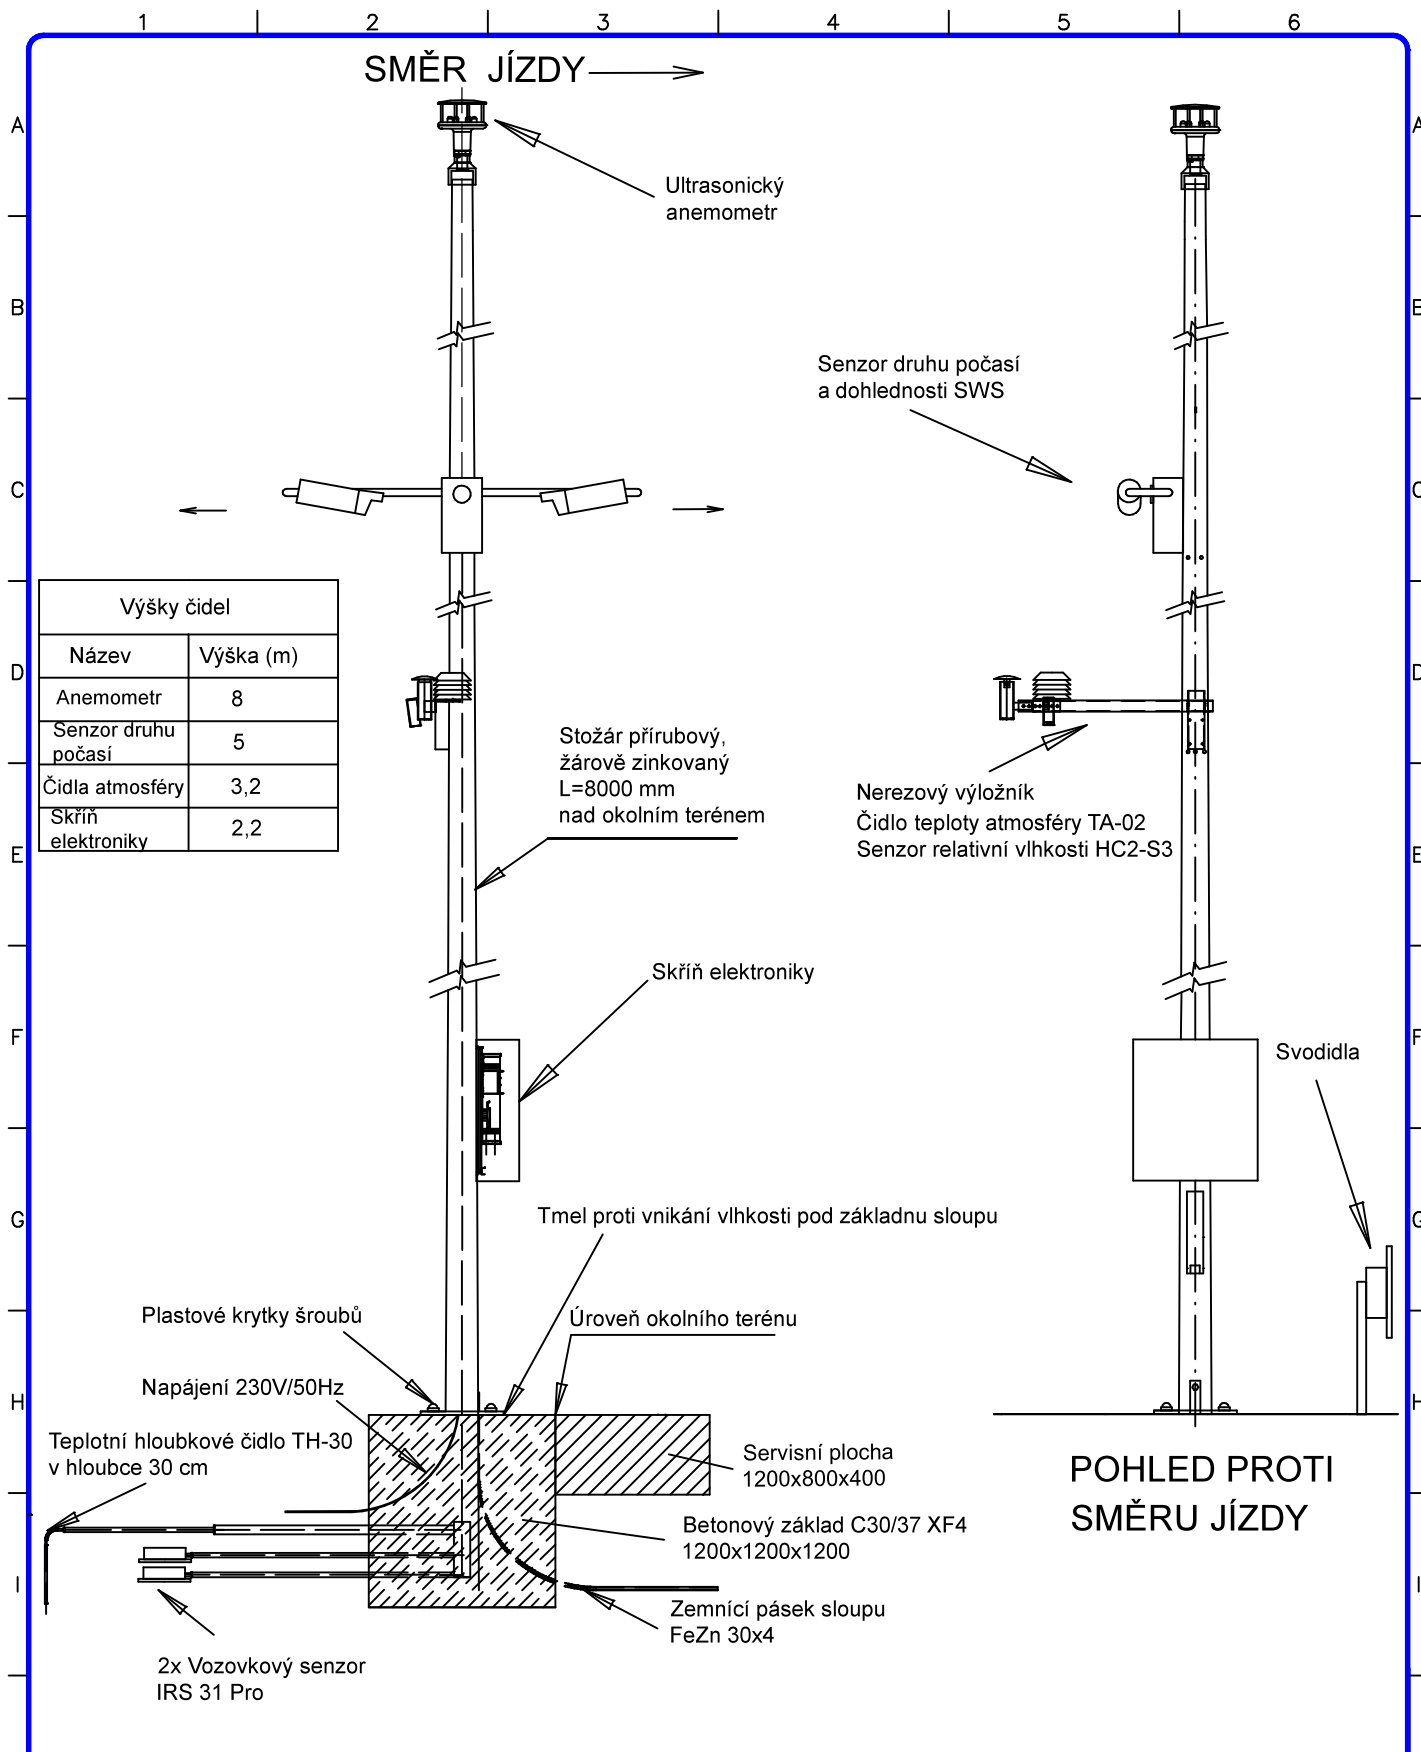 1 2 3 4 5 6
SMĚR JÍZDY
A A
Ultrasonický
anemometr
B B
Senzor druhu počasí
a dohlednosti SWS
C C
Výšky čidel
Název Výška (m)
Anemometr 8
Senzor druhu
počasí 5
Čidla atmosféry 3,2
Skříň
elektroniky 2,2
D D
Stožár přírubový,
žárově zinkovaný
L=8000 mm
nad okolním terénem
Nerezový výložník
Čidlo teploty atmosféry TA-02
Senzor relativní vlhkosti HC2-S3
E E
Skříň elektroniky
F F
Svodidla
G G
Tmel proti vnikání vlhkosti pod základnu sloupu
Plastové krytky šroubů
Úroveň okolního terénu
Napájení 230V/50Hz
H H
Teplotní hloubkové čidlo TH-30
v hloubce 30 cm
Servisní plocha
1200x800x400
POHLED PROTI
SMĚRU JÍZDY
Betonový základ C30/37 XF4
1200x1200x1200
I I
Zemnící pásek sloupu
FeZn 30x4
2x Vozovkový senzor
IRS 31 Pro